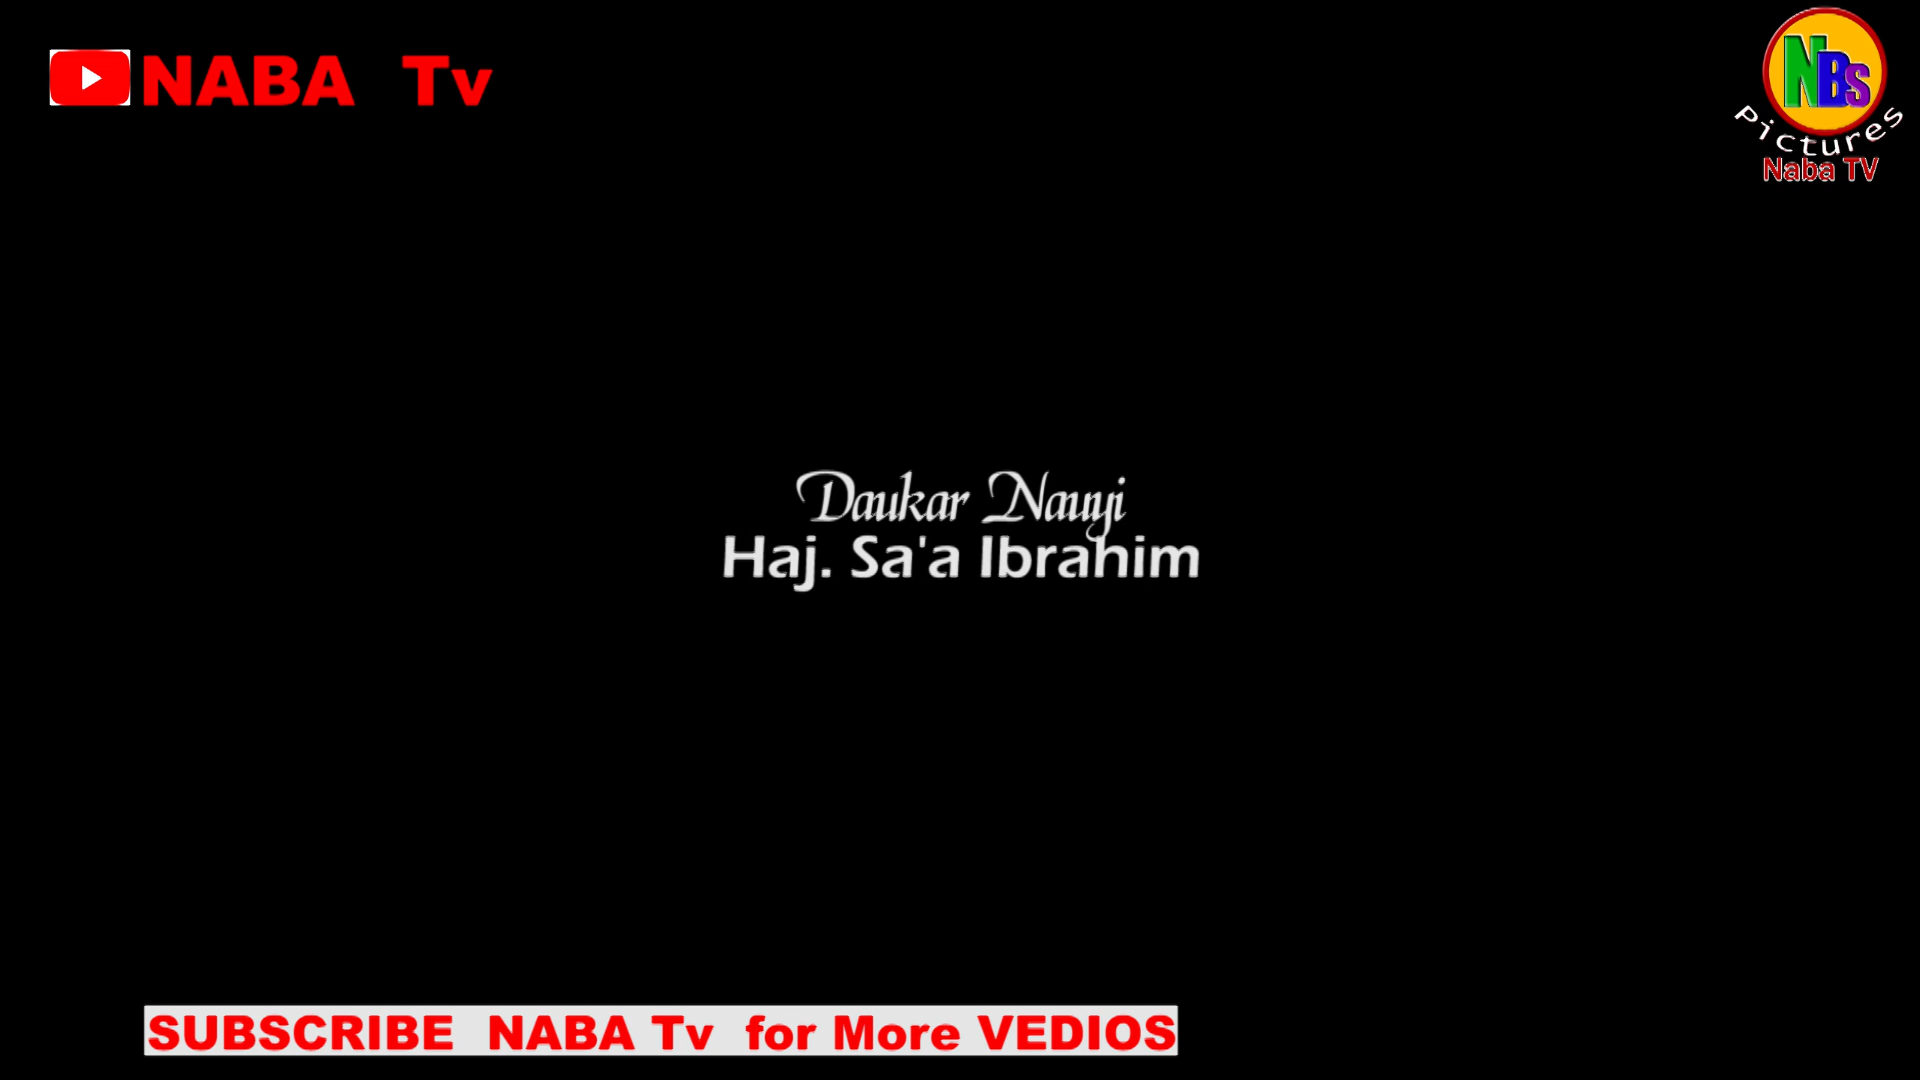 NABA Tv
NBS
Pictures
Naba TV
Daukar Nauyi
Haj. Sa'a Ibrahim
SUBSCRIBE NABA Tv for More VEDIOS